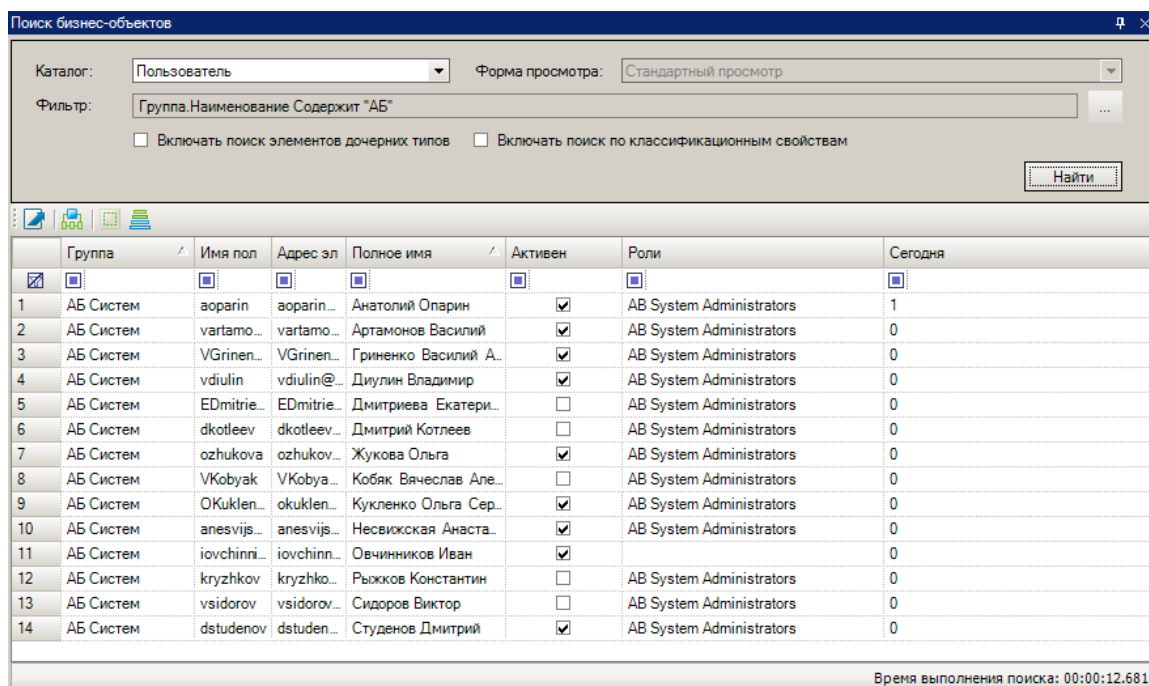 Поиск бизнес-объектов
Каталог: Пользователь Форма просмотра: Стандартный просмотр
Фильтр: Группа.Наименование Содержит "АБ" ...
Включать поиск элементов дочерних типов Включать поиск по классификационным свойствам
Найти
Группа Имя пол Адрес эл Полное имя Активен Роли Сегодня
1 АБ Систем aoparin aoparin... Анатолий Опарин AB System Administrators 1
2 АБ Систем vartamo... vartamo... Артамонов Василий AB System Administrators 0
3 АБ Систем VGrinen... VGrinen... Гриненко Василий А... AB System Administrators 0
4 АБ Систем vdiulin vdiulin@... Диулин Владимир AB System Administrators 0
5 АБ Систем EDmitrie... EDmitrie... Дмитриева Екатери... AB System Administrators 0
6 АБ Систем dkotleev dkotleev... Дмитрий Котлеев AB System Administrators 0
7 АБ Систем ozhukova ozhukov... Жукова Ольга AB System Administrators 0
8 АБ Систем VKobyak VKobya... Кобяк Вячеслав Але... AB System Administrators 0
9 АБ Систем OKuklen... okuklen... Кукленко Ольга Сер... AB System Administrators 0
10 АБ Систем anesvijs... anesvijs... Несвижская Анаста... AB System Administrators 0
11 АБ Систем iovchinni... iovchinn... Овчинников Иван 0
12 АБ Систем kryzhkov kryzhko... Рыжков Константин AB System Administrators 0
13 АБ Систем vsidorov vsidorov... Сидоров Виктор AB System Administrators 0
14 АБ Систем dstudenov dstuden... Студенов Дмитрий AB System Administrators 0
Время выполнения поиска: 00:00:12.681